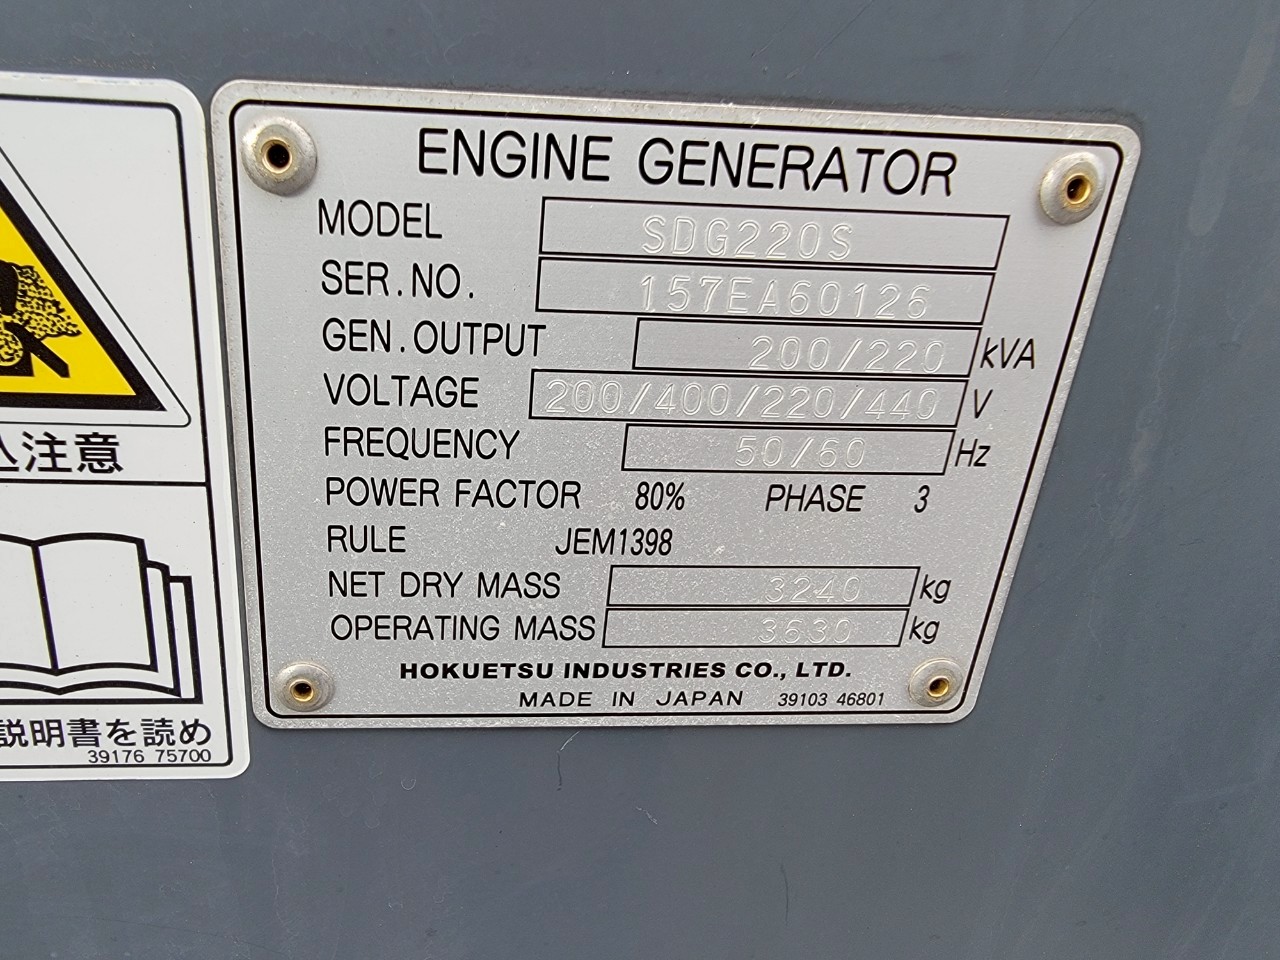 ENGINE GENERATOR
MODEL SDG220S
SER.NO. 157EA60126
GEN.OUTPUT 200/220 kVA
VOLTAGE 200/400/220/440 V
FREQUENCY 50/60 Hz
POWER FACTOR 80% PHASE 3
RULE JEM1398
NET DRY MASS 3240 kg
OPERATING MASS 3630 kg
HOKUETSU INDUSTRIES CO., LTD.
MADE IN JAPAN 39103 46801
込注意
説明書を読め
39176 75700